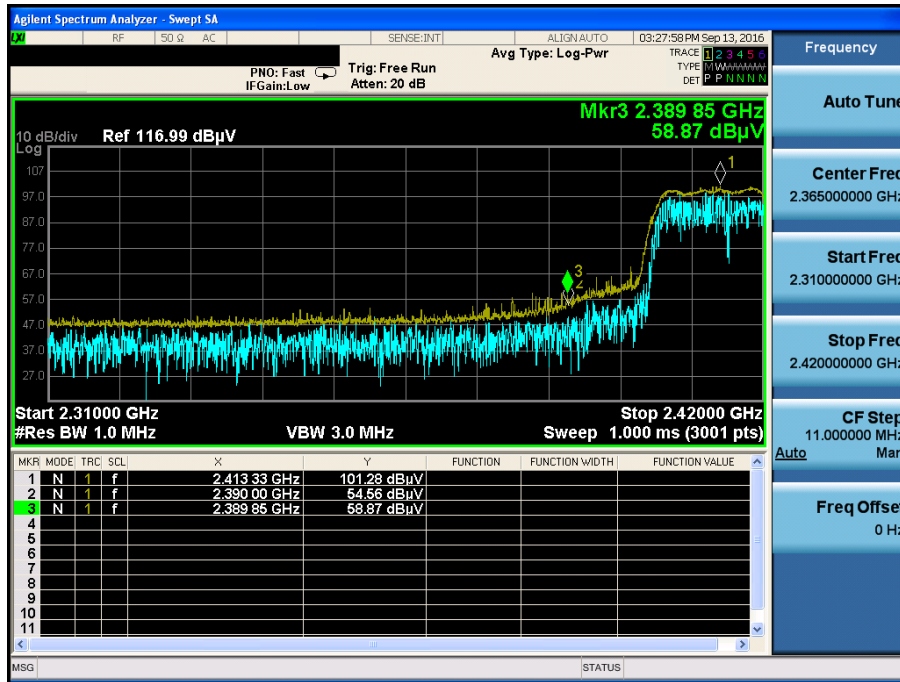 Agilent Spectrum Analyzer - Swept SA
LXI RF 50 Ω AC SENSE:INT ALIGN AUTO 03:27:58 PM Sep 13, 2016
Frequency
Avg Type: Log-Pwr
TRACE 1 2 3 4 5 6
PNO: Fast Trig: Free Run
TYPE M W W W W W
IFGain:Low Atten: 20 dB
DET P P N N N N
Auto Tune
Mkr3 2.389 85 GHz
58.87 dBµV
10 dB/div Ref 116.99 dBµV
Log
107
97.0
87.0
77.0
67.0
57.0
47.0
37.0
27.0
1
3
2
Center Freq
2.365000000 GHz
Start Freq
2.310000000 GHz
Stop Freq
2.420000000 GHz
Start 2.31000 GHz Stop 2.42000 GHz
#Res BW 1.0 MHz VBW 3.0 MHz Sweep 1.000 ms (3001 pts)
CF Step
11.000000 MHz
Auto Man
MKR MODE TRC SCL X Y FUNCTION FUNCTION WIDTH FUNCTION VALUE
1 N 1 f 2.413 33 GHz 101.28 dBµV
2 N 1 f 2.390 00 GHz 54.56 dBµV
3 N 1 f 2.389 85 GHz 58.87 dBµV
4
5
6
7
8
9
10
11
Freq Offset
0 Hz
MSG STATUS